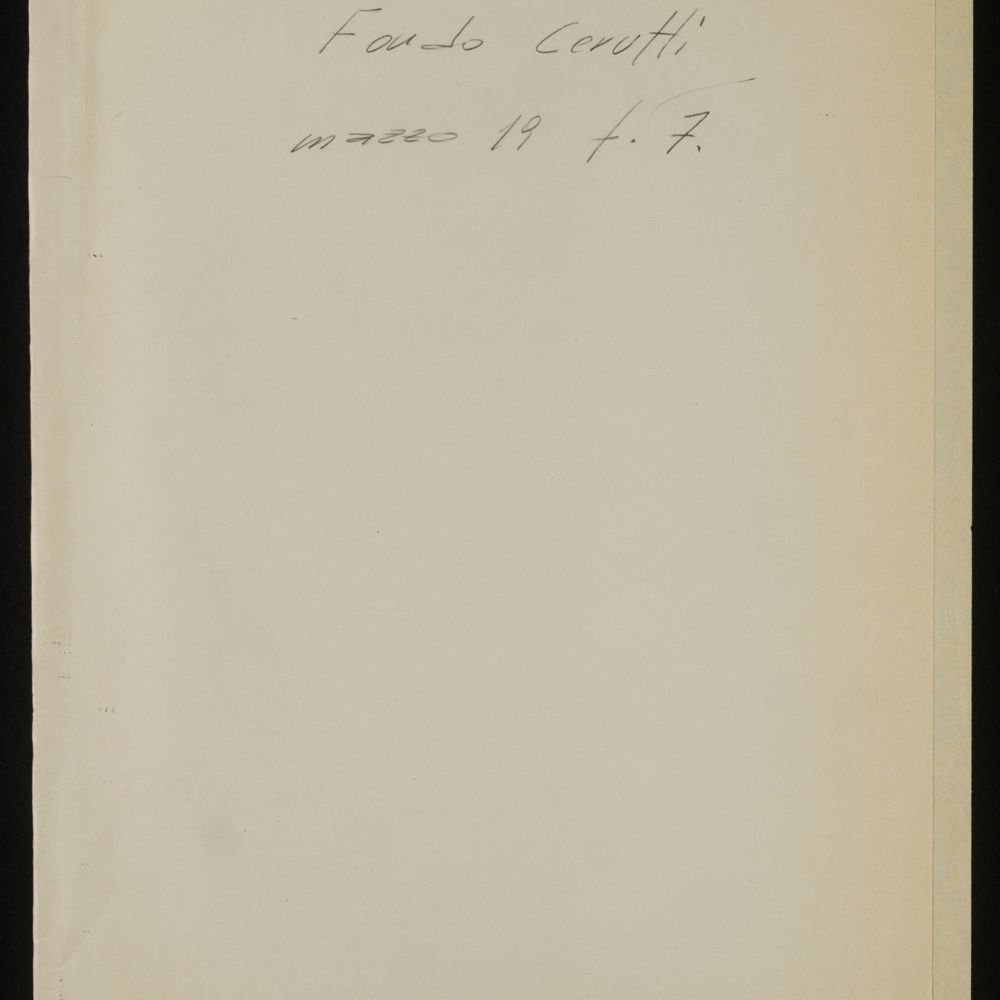 Fondo Cerutti
mazzo 19 f. 7.